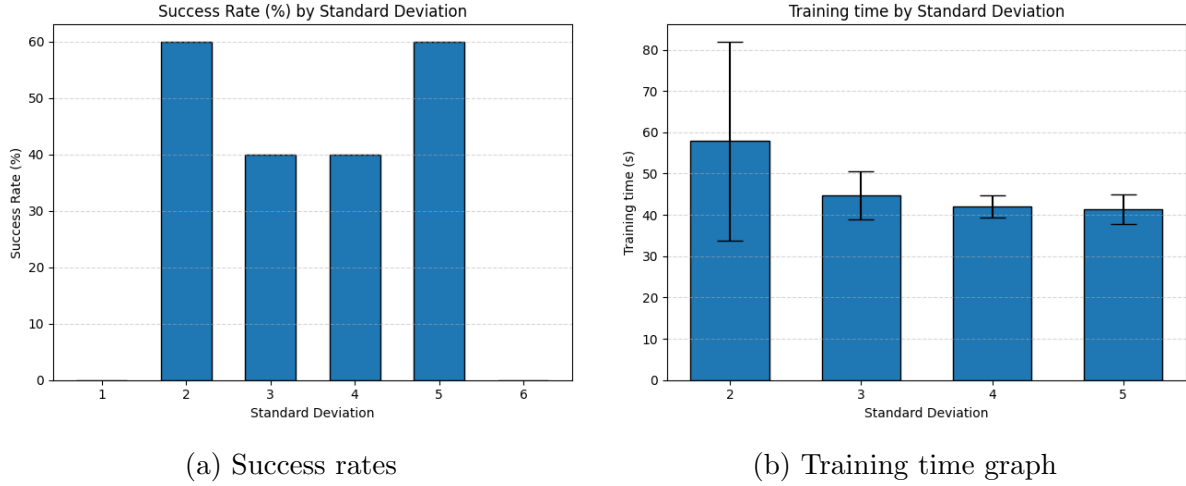 Success Rate (%) by Standard Deviation
60
50
40
30
20
10
0
Success Rate (%)
1 2 3 4 5 6
Standard Deviation
(a) Success rates
Training time by Standard Deviation
80
70
60
50
40
30
20
10
0
Training time (s)
2 3 4 5
Standard Deviation
(b) Training time graph